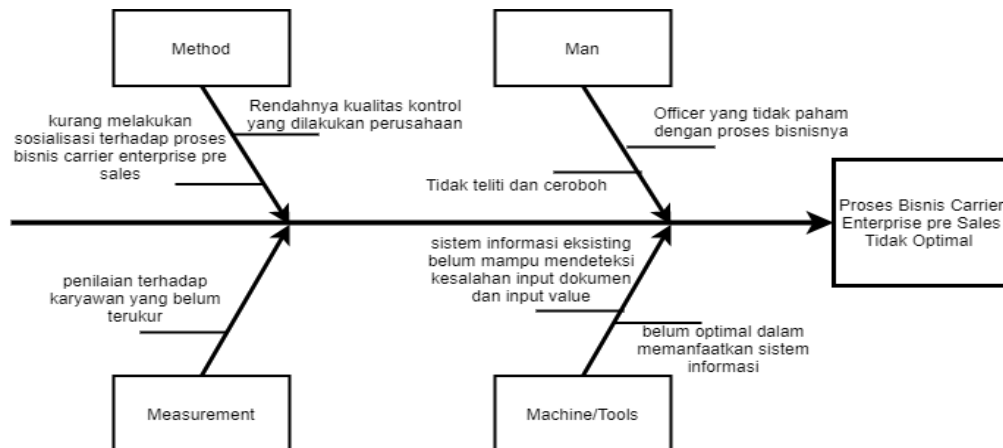 Method
Man
Rendahnya kualitas kontrol
yang dilakukan perusahaan
kurang melakukan
sosialisasi terhadap proses
bisnis carrier enterprise pre
sales
Officer yang tidak paham
dengan proses bisnisnya
Tidak teliti dan ceroboh
Proses Bisnis Carrier
Enterprise pre Sales
Tidak Optimal
penilaian terhadap
karyawan yang belum
terukur
sistem informasi eksisting
belum mampu mendeteksi
kesalahan input dokumen
dan input value
belum optimal dalam
memanfaatkan sistem
informasi
Measurement
Machine/Tools